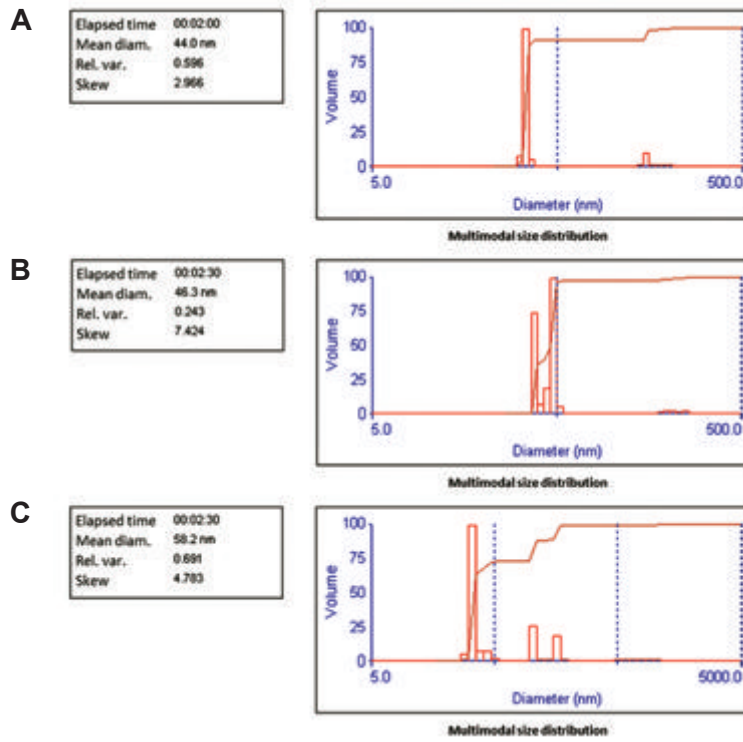 A
Elapsed time 00:02:00
Mean diam. 44.0 nm
Rel. var. 0.596
Skew 2.966
Volume
100
75
50
25
0
5.0 500.0
Diameter (nm)
Multimodal size distribution
B
Elapsed time 00:02:30
Mean diam. 46.3 nm
Rel. var. 0.243
Skew 7.424
Volume
100
75
50
25
0
5.0 500.0
Diameter (nm)
Multimodal size distribution
C
Elapsed time 00:02:30
Mean diam. 58.2 nm
Rel. var. 0.691
Skew 4.783
Volume
100
75
50
25
0
5.0 5000.0
Diameter (nm)
Multimodal size distribution